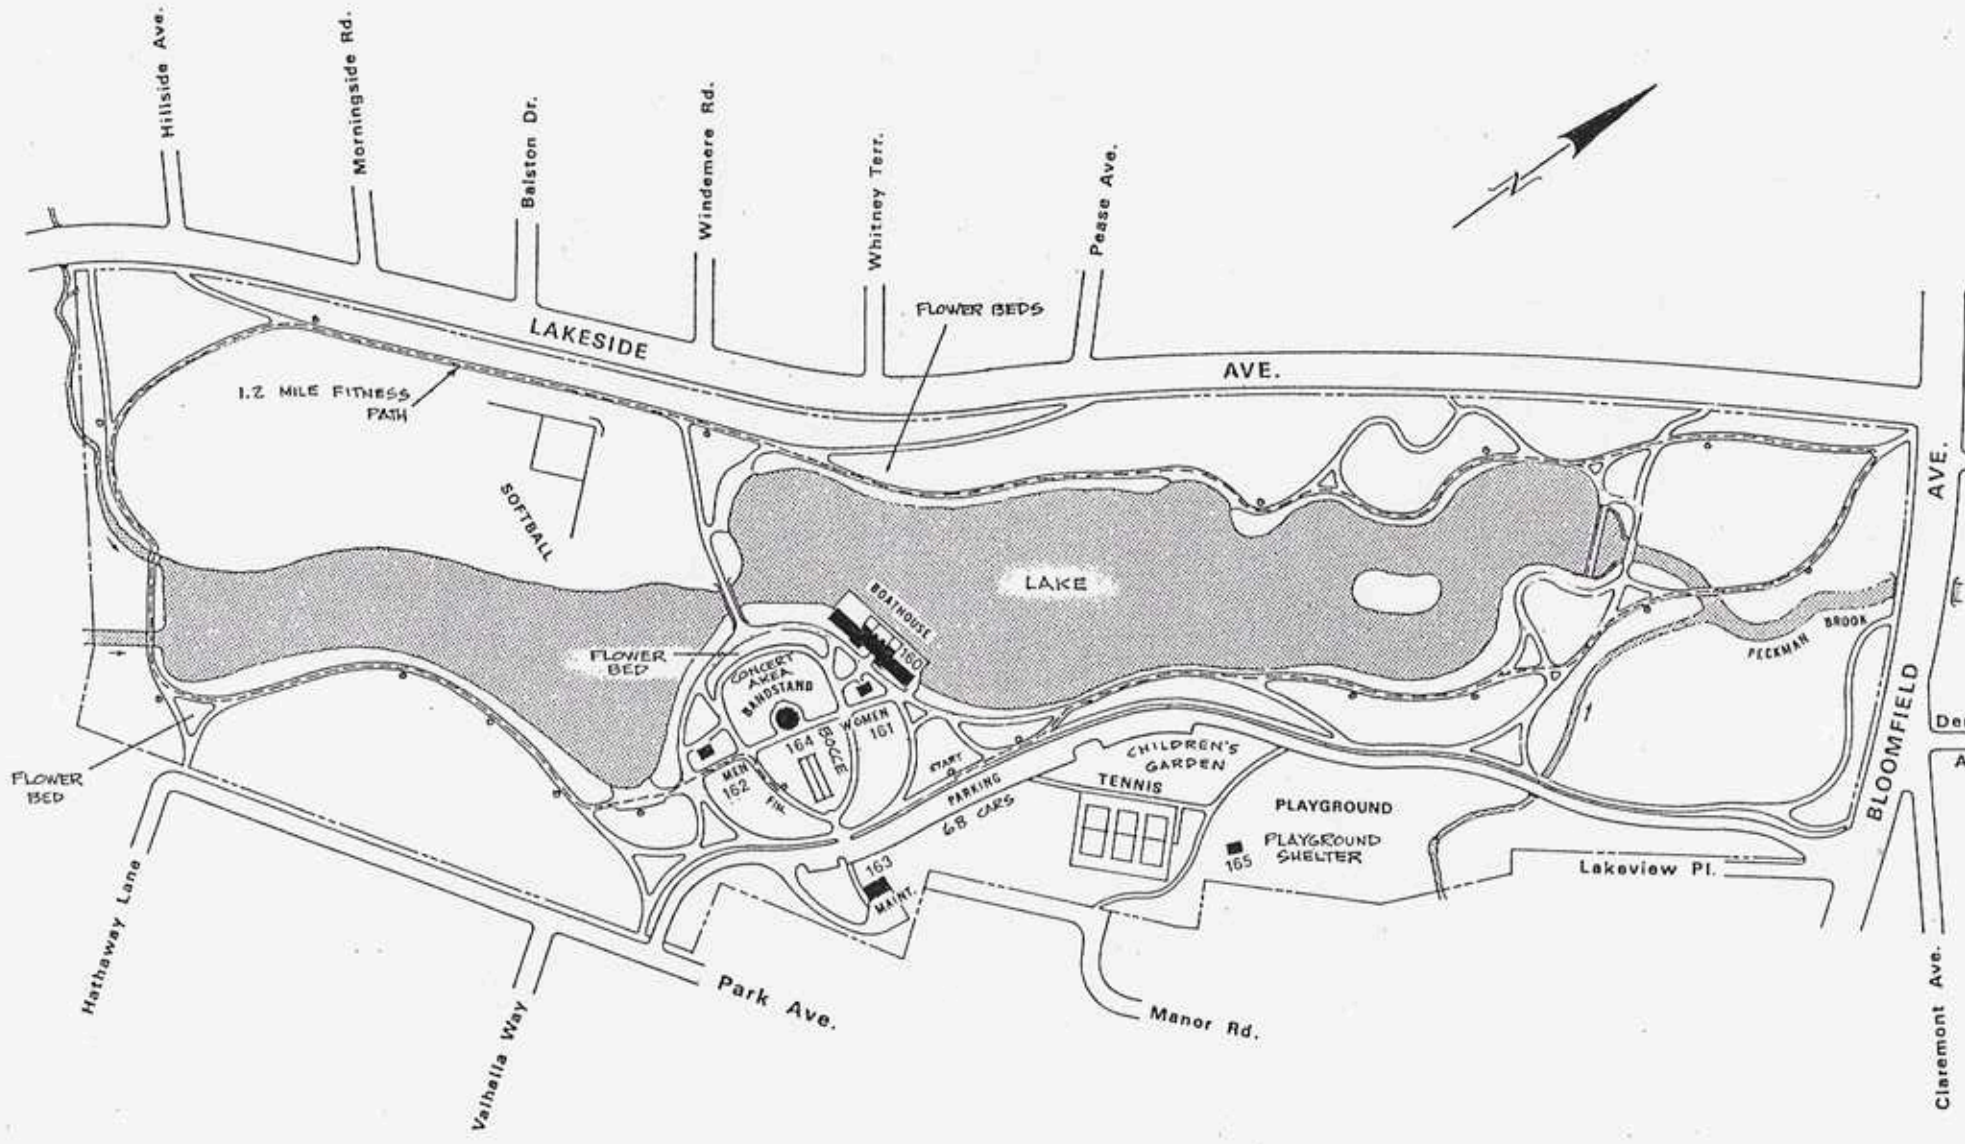 Hillside Ave.
Morningside Rd.
Balston Dr.
Windemere Rd.
Whitney Terr.
Pease Ave.
N
FLOWER BEDS
LAKESIDE
AVE.
1.2 MILE FITNESS
PATH
SOFTBALL
AVE.
LAKE
BOATHOUSE
160
PECKMAN
BROOK
FLOWER
BED
CONCERT
AREA
BANDSTAND
WOMEN
161
164
BOCCE
MEN
162
FIN.
START
PARKING
68 CARS
CHILDREN'S
GARDEN
TENNIS
PLAYGROUND
PLAYGROUND
SHELTER
165
163
MAINT.
FLOWER
BED
BLOOMFIELD
Lakeview Pl.
Hathaway Lane
Valhalla Way
Park Ave.
Manor Rd.
Claremont Ave.